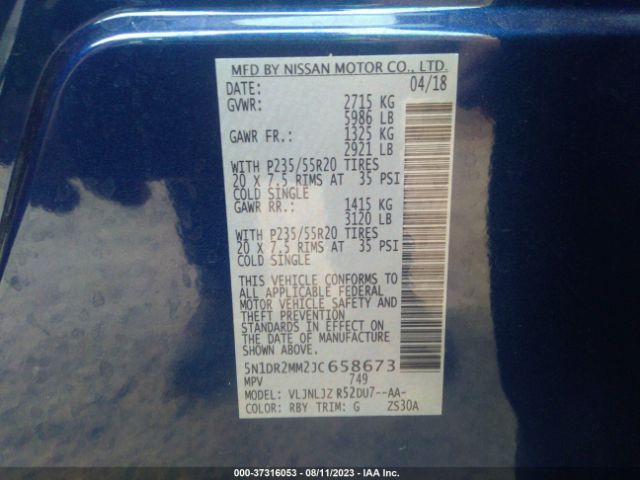 MFD BY NISSAN MOTOR CO., LTD.
DATE: 04/18
GVWR: 2715 KG
5986 LB
GAWR FR.: 1325 KG
2921 LB
WITH P235/55R20 TIRES
20 X 7.5 RIMS AT 35 PSI
COLD SINGLE
GAWR RR.: 1415 KG
3120 LB
WITH P235/55R20 TIRES
20 X 7.5 RIMS AT 35 PSI
COLD SINGLE
THIS VEHICLE CONFORMS TO
ALL APPLICABLE FEDERAL
MOTOR VEHICLE SAFETY AND
THEFT PREVENTION
STANDARDS IN EFFECT ON
THE DATE OF MANUFACTURE
SHOWN ABOVE.
5N1DR2MM2JC658673
MPV 749
MODEL: VLJNLJZ R52DU7--AA-
COLOR: RBY TRIM: G ZS30A
000-37316053 - 08/11/2023 - IAA Inc.